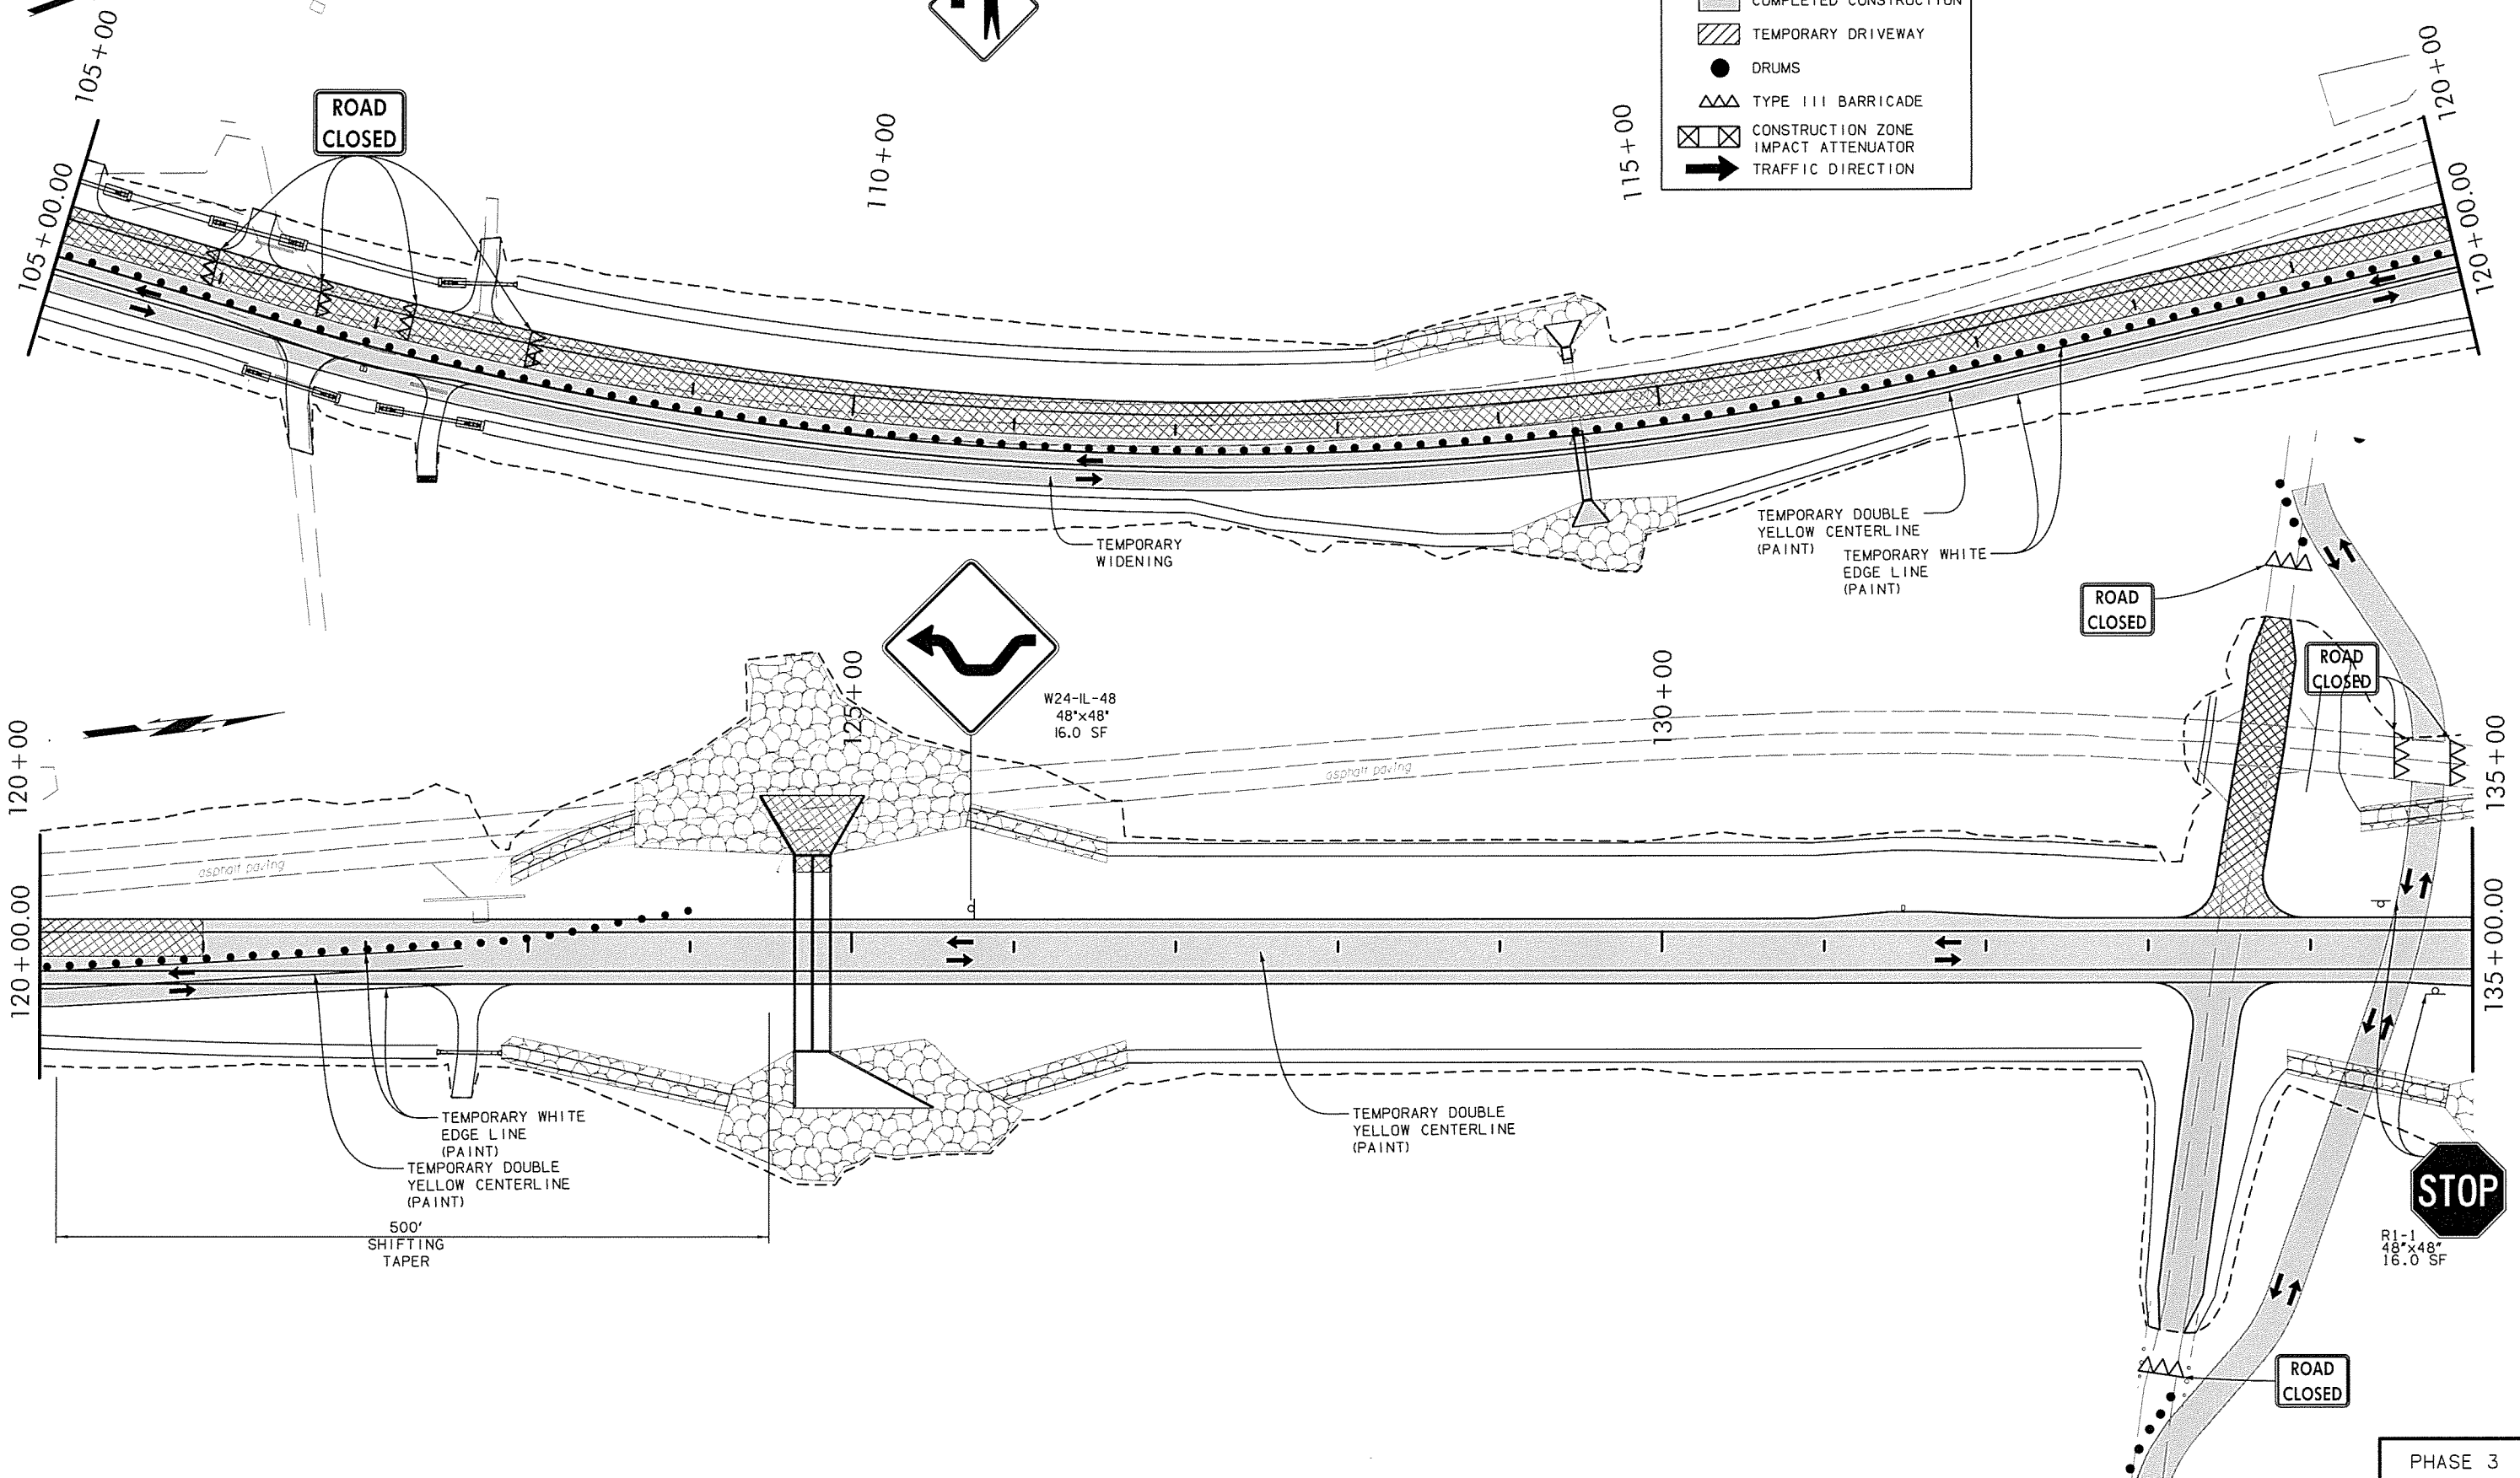 COMPLETED CONSTRUCTION
TEMPORARY DRIVEWAY
DRUMS
TYPE III BARRICADE
CONSTRUCTION ZONE
IMPACT ATTENUATOR
TRAFFIC DIRECTION
105+00
105+00.00
ROAD
CLOSED
110+00
115+00
120+00
120+00.00
TEMPORARY
WIDENING
TEMPORARY DOUBLE
YELLOW CENTERLINE
(PAINT)
TEMPORARY WHITE
EDGE LINE
(PAINT)
ROAD
CLOSED
ROAD
CLOSED
W24-IL-48
48"x48"
16.0 SF
120+00
120+00.00
125+00
130+00
135+00
135+00.00
asphalt paving
asphalt paving
TEMPORARY WHITE
EDGE LINE
(PAINT)
TEMPORARY DOUBLE
YELLOW CENTERLINE
(PAINT)
500'
SHIFTING
TAPER
TEMPORARY DOUBLE
YELLOW CENTERLINE
(PAINT)
STOP
R1-1
48"x48"
16.0 SF
ROAD
CLOSED
PHASE 3